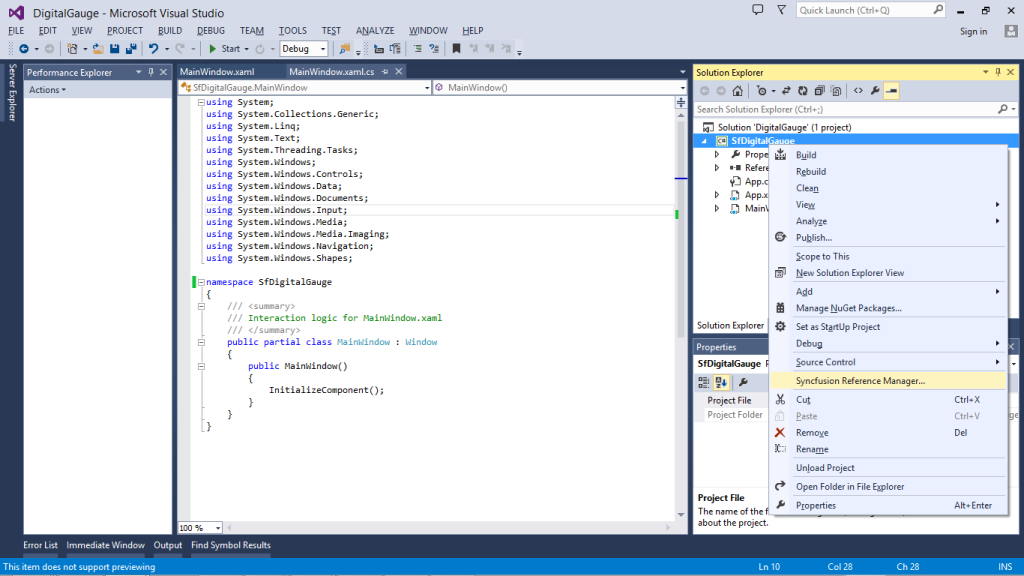 DigitalGauge - Microsoft Visual Studio
Quick Launch (Ctrl+Q)
FILE EDIT VIEW PROJECT BUILD DEBUG TEAM TOOLS TEST ANALYZE WINDOW HELP
Sign in
Start Debug
Server Explorer
Performance Explorer
Actions
MainWindow.xaml MainWindow.xaml.cs
SfDigitalGauge.MainWindow MainWindow()
using System;
using System.Collections.Generic;
using System.Linq;
using System.Text;
using System.Threading.Tasks;
using System.Windows;
using System.Windows.Controls;
using System.Windows.Data;
using System.Windows.Documents;
using System.Windows.Input;
using System.Windows.Media;
using System.Windows.Media.Imaging;
using System.Windows.Navigation;
using System.Windows.Shapes;
namespace SfDigitalGauge
{
/// <summary>
/// Interaction logic for MainWindow.xaml
/// </summary>
public partial class MainWindow : Window
{
public MainWindow()
{
InitializeComponent();
}
}
}
100 %
Solution Explorer
Search Solution Explorer (Ctrl+;)
Solution 'DigitalGauge' (1 project)
SfDigitalGauge
Prope
Refere
App.c
App.x
MainW
Solution Explorer
Properties
SfDigitalGauge
Project File
Project Folder
Project File
The name of the f
about the project.
Build
Rebuild
Clean
View
Analyze
Publish...
Scope to This
New Solution Explorer View
Add
Manage NuGet Packages...
Set as StartUp Project
Debug
Source Control
Syncfusion Reference Manager...
Cut Ctrl+X
Paste Ctrl+V
Remove Del
Rename
Unload Project
Open Folder in File Explorer
Properties Alt+Enter
Error List Immediate Window Output Find Symbol Results
This item does not support previewing Ln 10 Col 28 Ch 28 INS